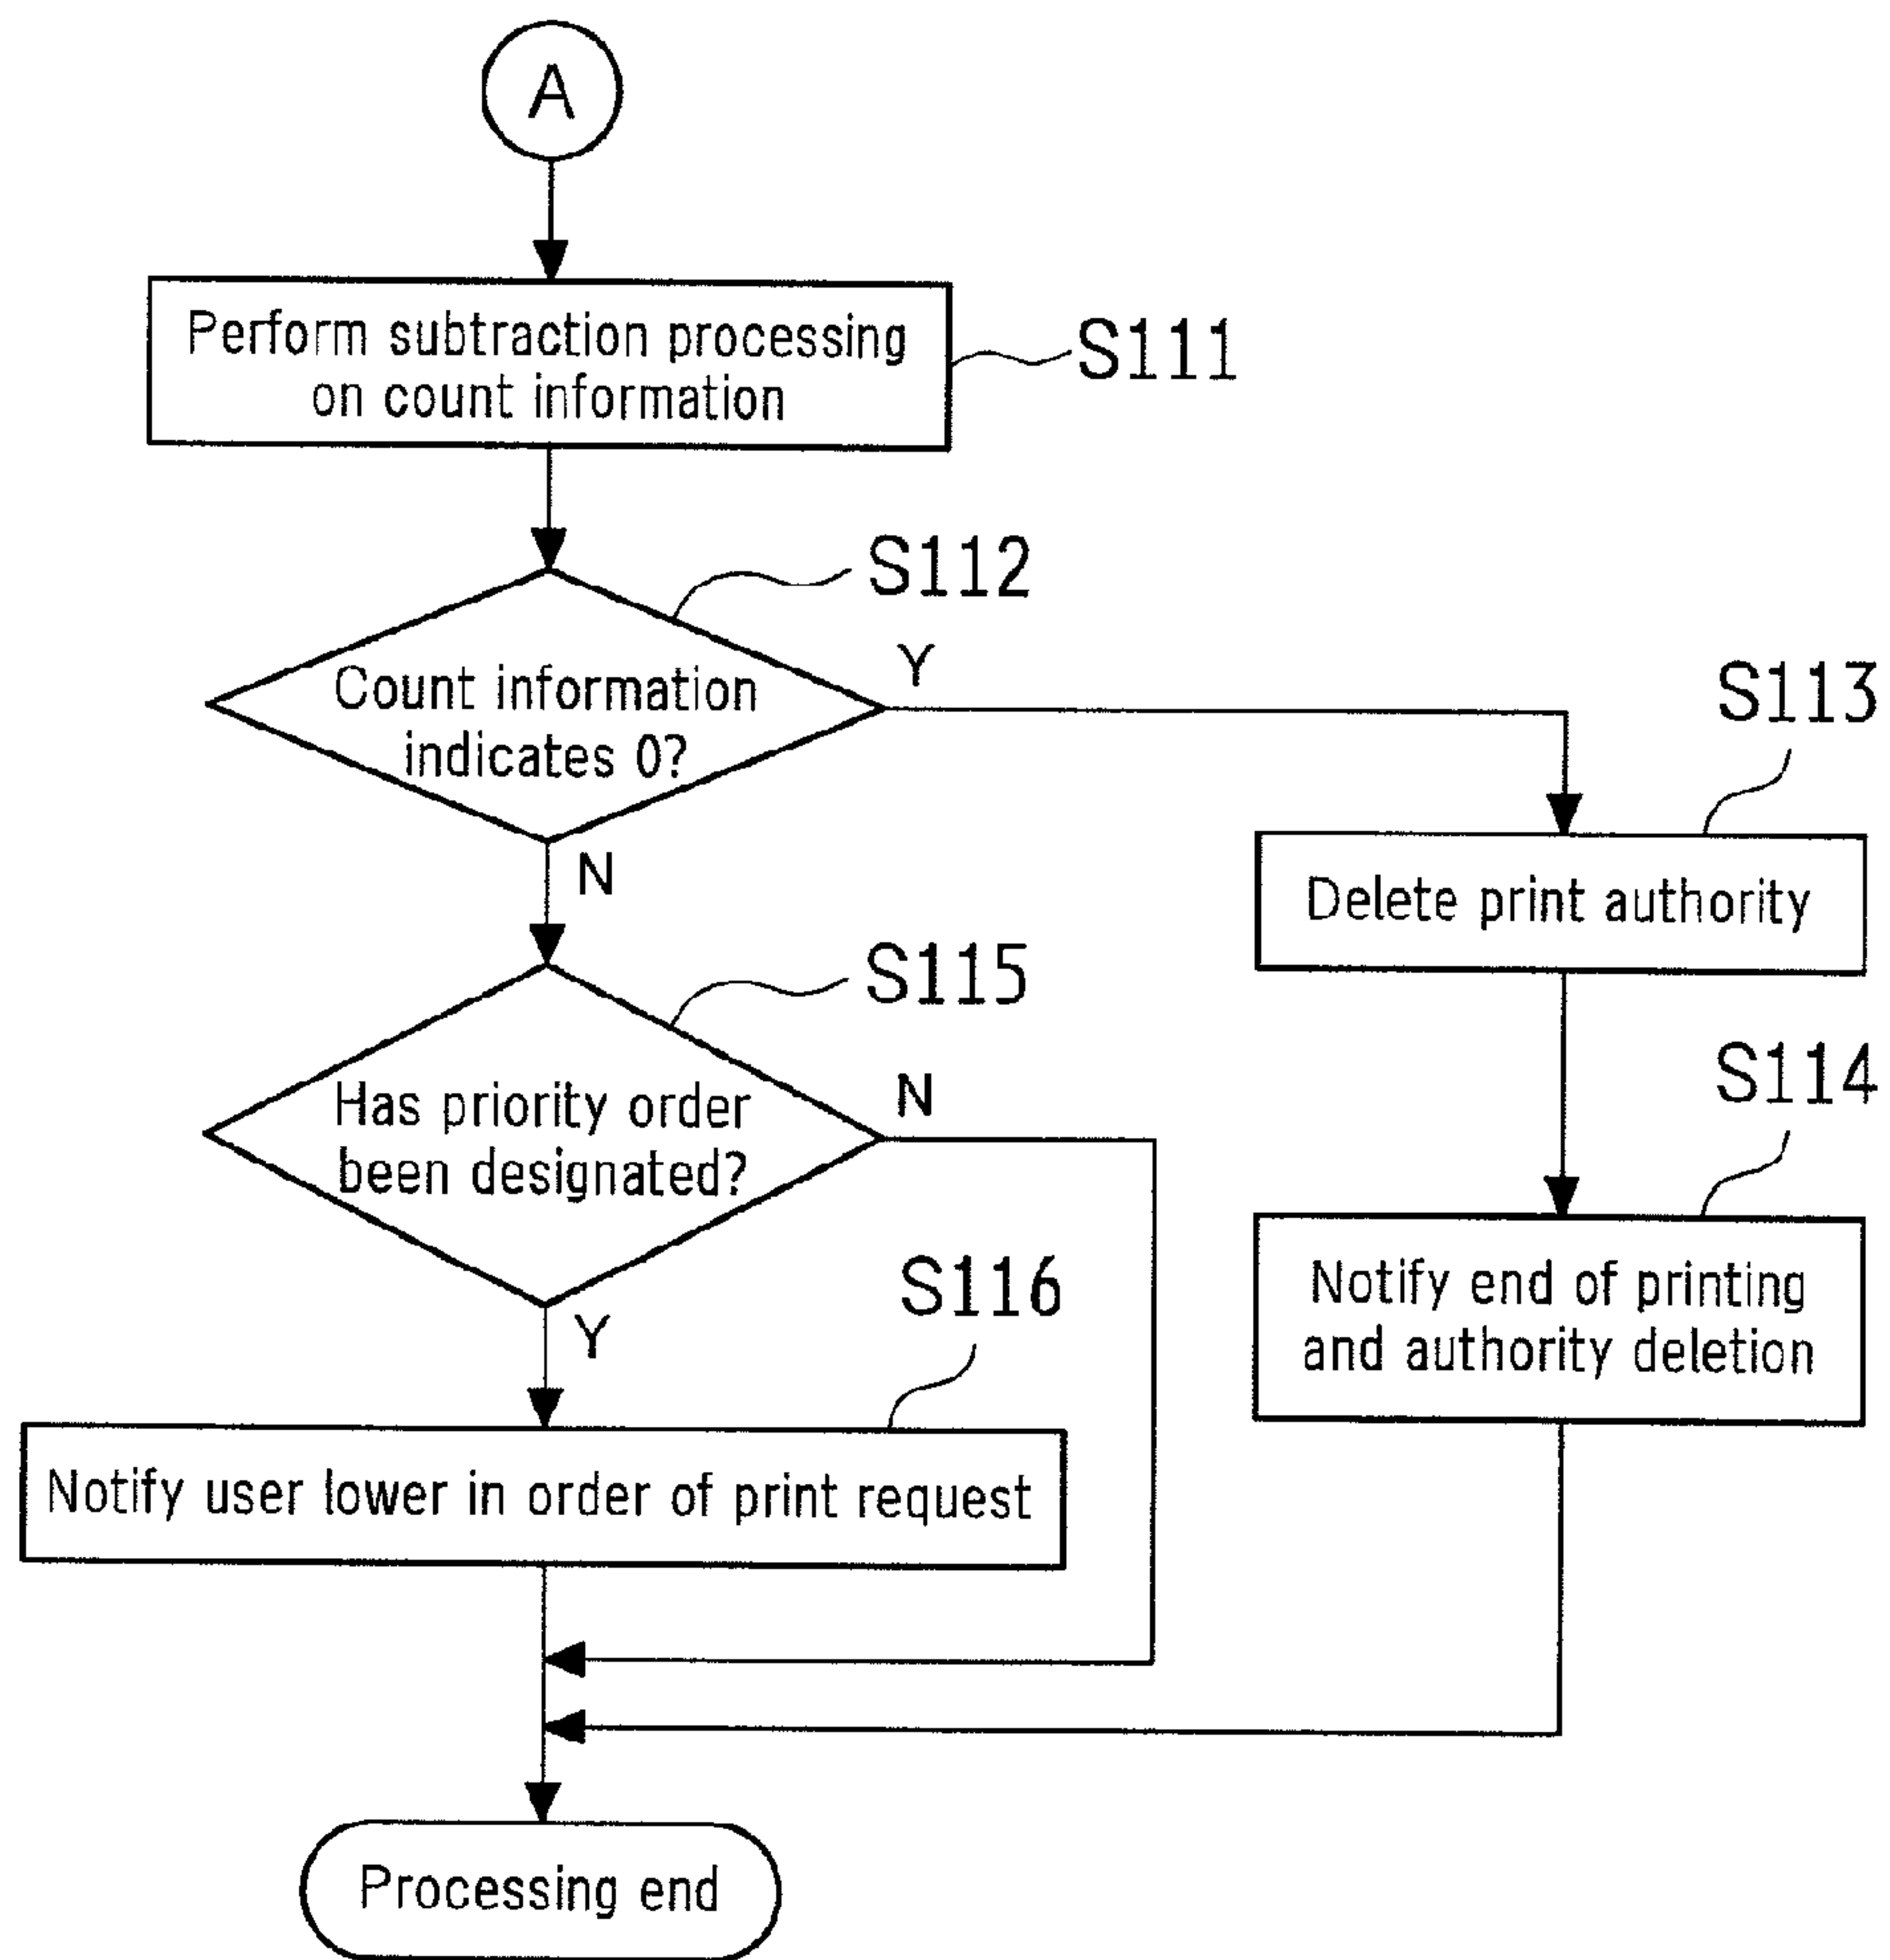 A
Perform subtraction processing
on count information
S111
S112
Count information
indicates 0?
Y
N
S113
Delete print authority
S115
Has priority order
been designated?
N
Y
S114
Notify end of printing
and authority deletion
S116
Notify user lower in order of print request
Processing end